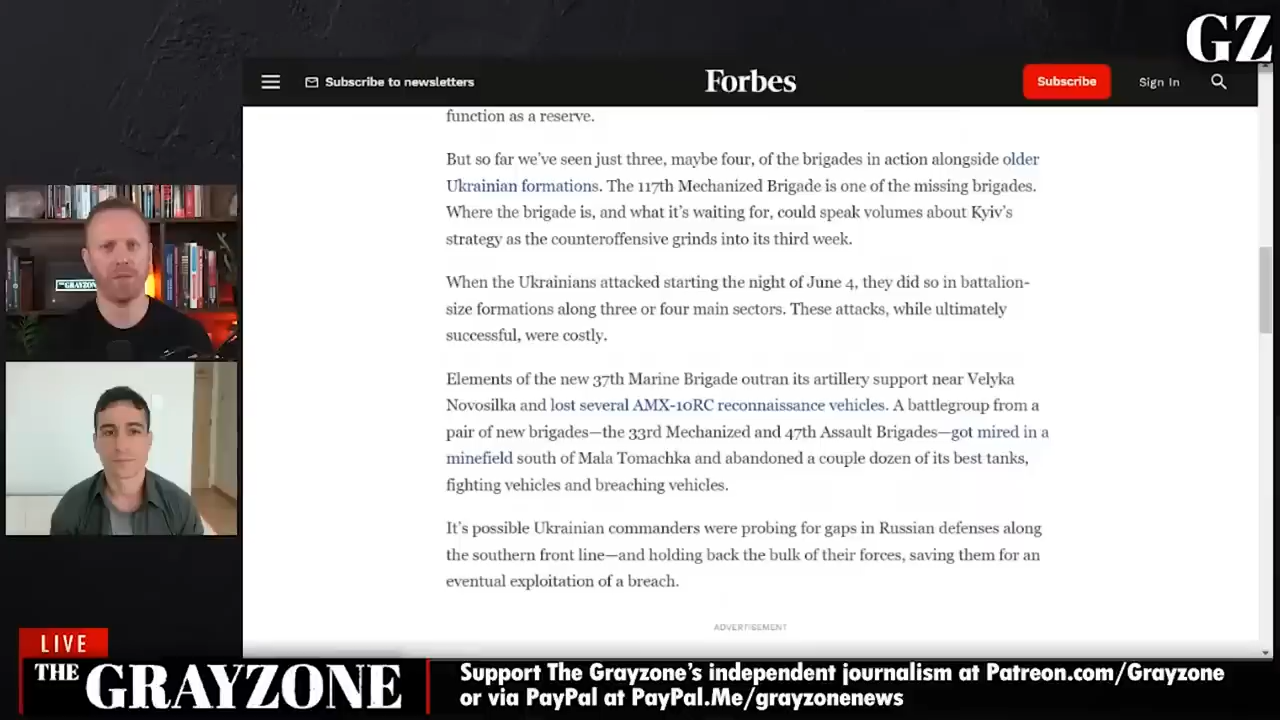 GZ
Subscribe to newsletters
Forbes
Subscribe
Sign In
function as a reserve.
But so far we've seen just three, maybe four, of the brigades in action alongside older
Ukrainian formations. The 117th Mechanized Brigade is one of the missing brigades.
Where the brigade is, and what it's waiting for, could speak volumes about Kyiv's
strategy as the counteroffensive grinds into its third week.
When the Ukrainians attacked starting the night of June 4, they did so in battalion-
size formations along three or four main sectors. These attacks, while ultimately
successful, were costly.
Elements of the new 37th Marine Brigade outran its artillery support near Velyka
Novosilka and lost several AMX-10RC reconnaissance vehicles. A battlegroup from a
pair of new brigades—the 33rd Mechanized and 47th Assault Brigades—got mired in a
minefield south of Mala Tomachka and abandoned a couple dozen of its best tanks,
fighting vehicles and breaching vehicles.
It's possible Ukrainian commanders were probing for gaps in Russian defenses along
the southern front line—and holding back the bulk of their forces, saving them for an
eventual exploitation of a breach.
ADVERTISEMENT
THE GRAYZONE
LIVE
THE GRAYZONE
Support The Grayzone's independent journalism at Patreon.com/Grayzone
or via PayPal at PayPal.Me/grayzonenews